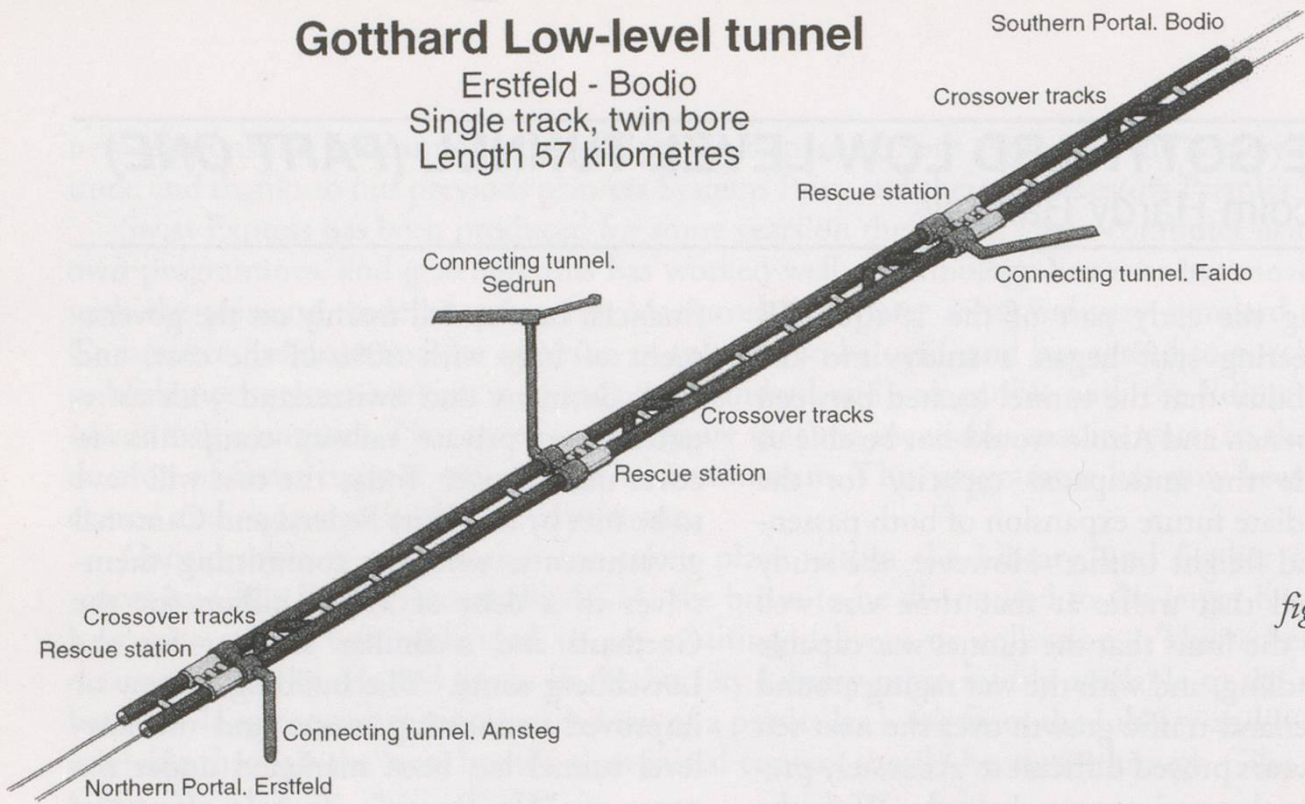 Gotthard Low-level tunnel
Erstfeld - Bodio
Single track, twin bore
Length 57 kilometres
Southern Portal. Bodio
Crossover tracks
Rescue station
Connecting tunnel. Faido
Connecting tunnel.
Sedrun
Crossover tracks
Rescue station
Crossover tracks
Rescue station
Connecting tunnel. Amsteg
Northern Portal. Erstfeld
fig